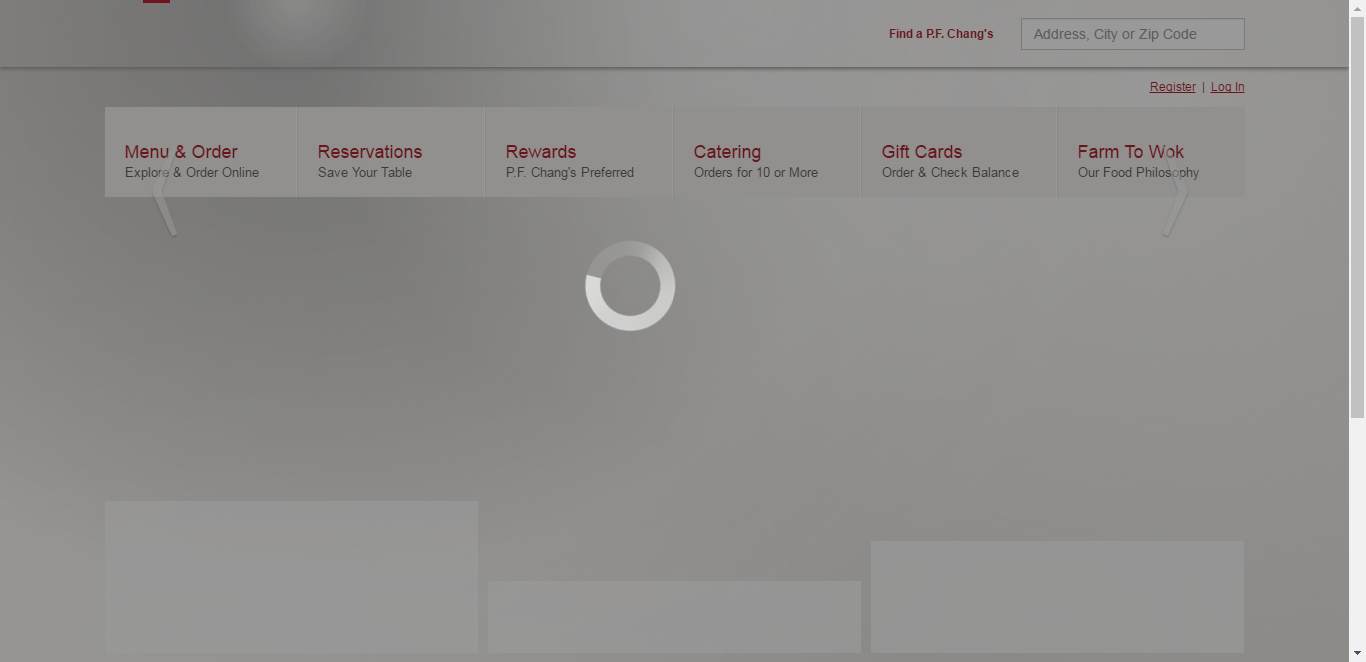 Find a P.F. Chang's
Address, City or Zip Code
Register | Log In
Menu & Order
Explore & Order Online
Reservations
Save Your Table
Rewards
P.F. Chang's Preferred
Catering
Orders for 10 or More
Gift Cards
Order & Check Balance
Farm To Wok
Our Food Philosophy